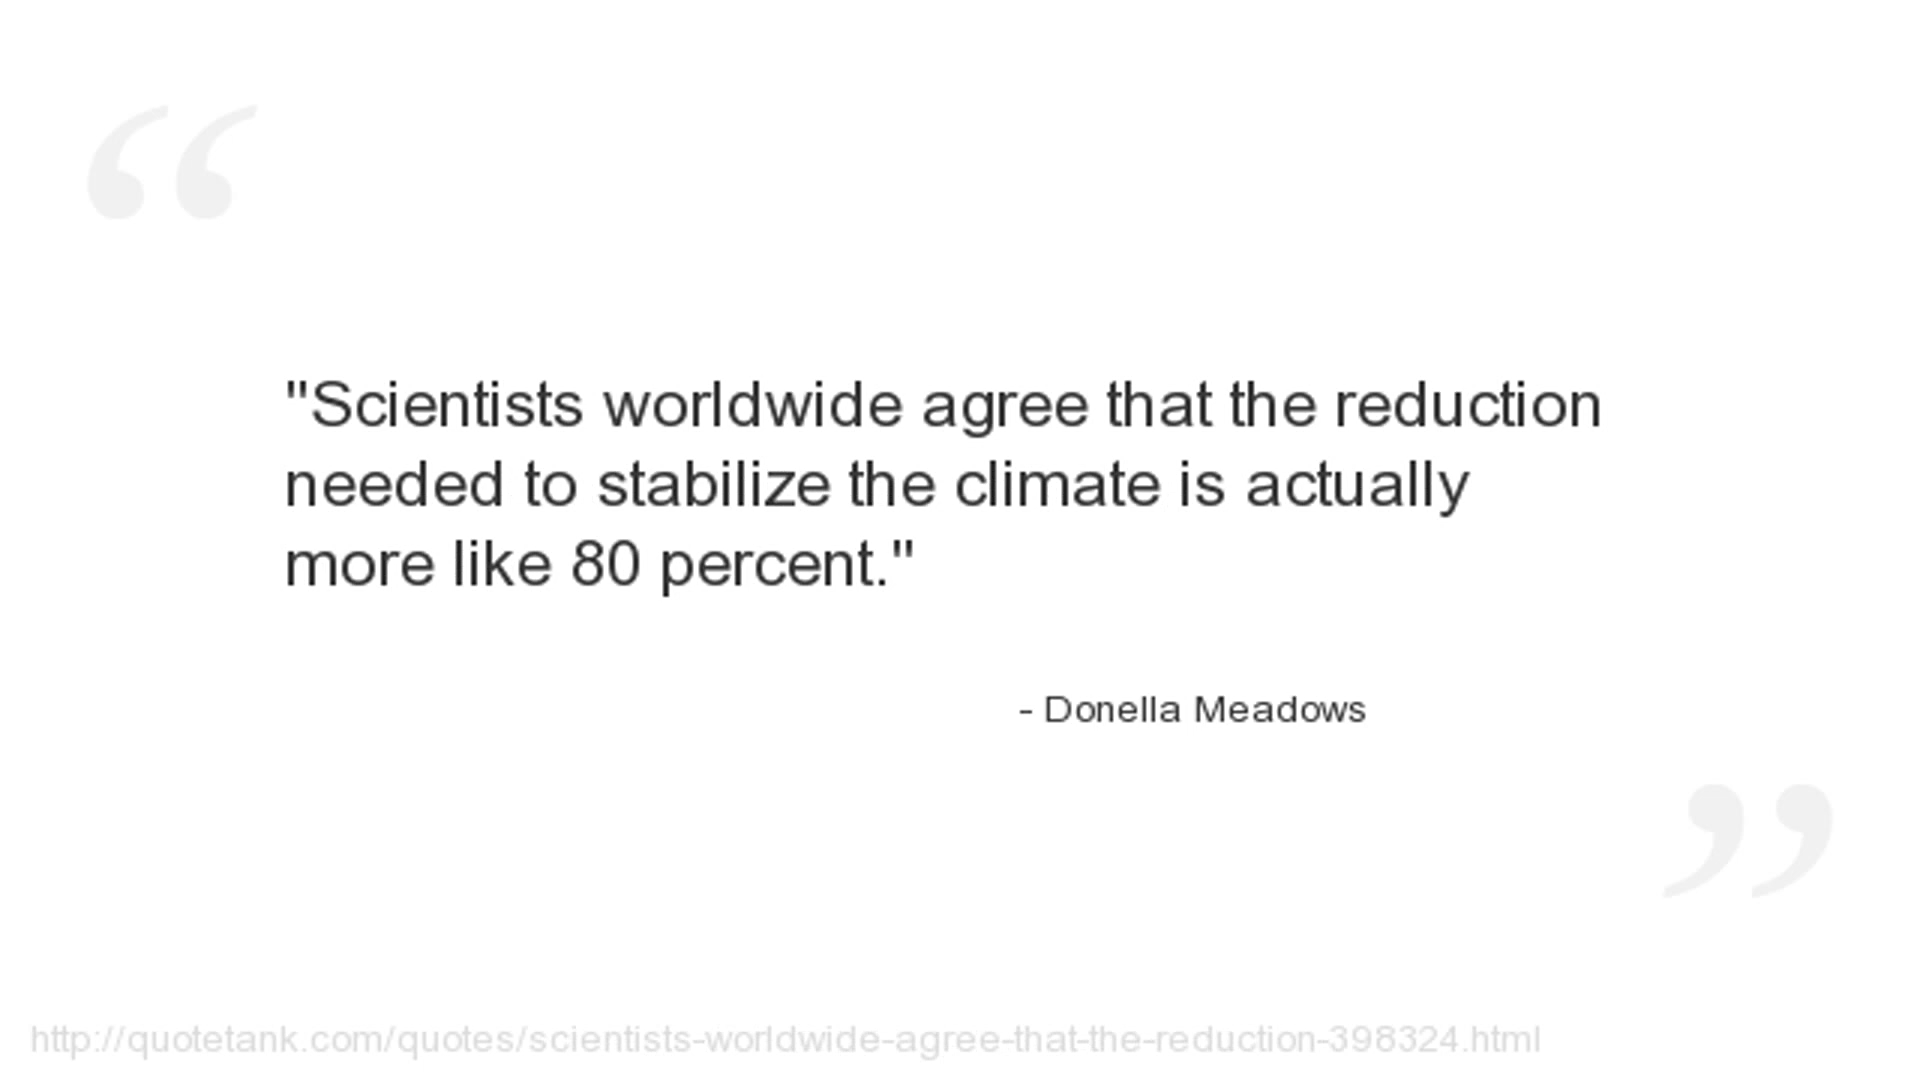 "Scientists worldwide agree that the reduction
needed to stabilize the climate is actually
more like 80 percent."
- Donella Meadows
http://quotetank.com/quotes/scientists-worldwide-agree-that-the-reduction-398324.html